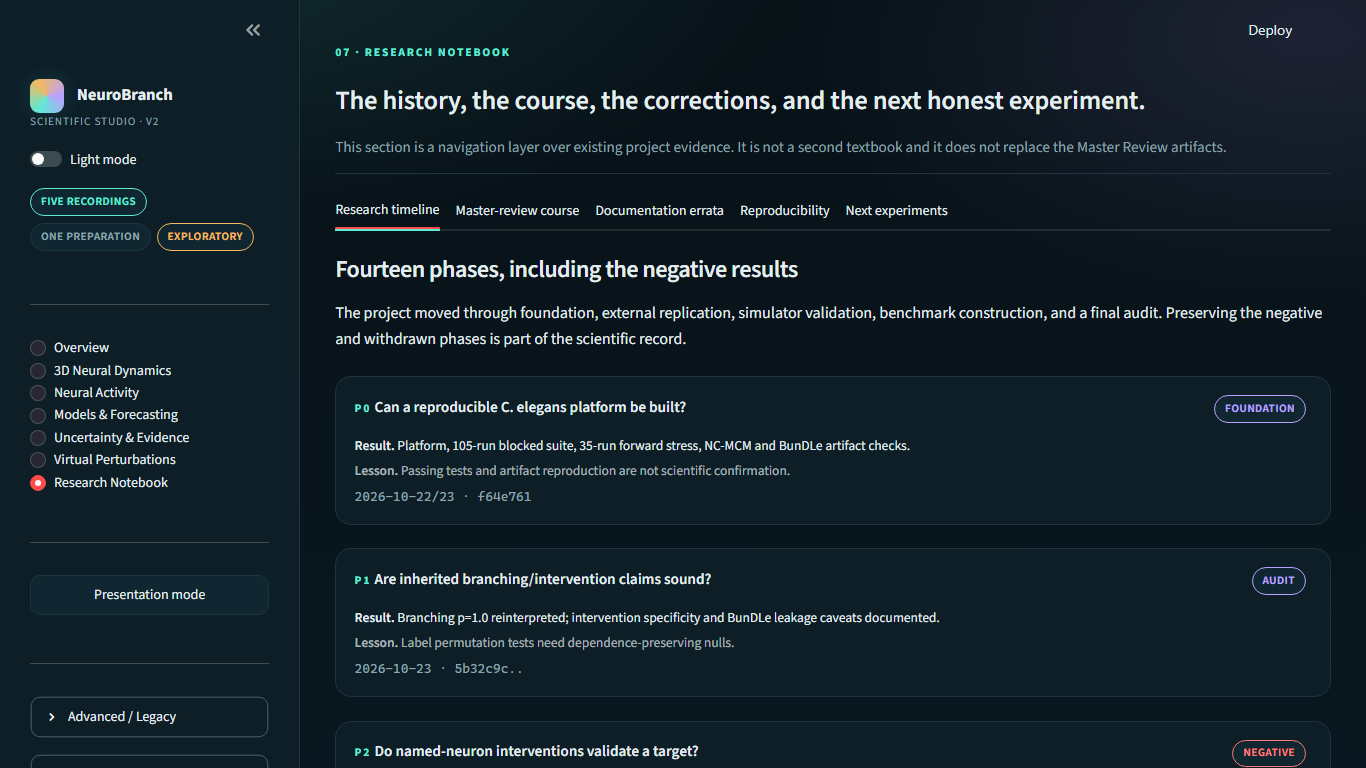 NeuroBranch
SCIENTIFIC STUDIO · V2
Light mode
FIVE RECORDINGS
ONE PREPARATION
EXPLORATORY
Overview
3D Neural Dynamics
Neural Activity
Models & Forecasting
Uncertainty & Evidence
Virtual Perturbations
Research Notebook
Presentation mode
Advanced / Legacy
Deploy
07 · RESEARCH NOTEBOOK
The history, the course, the corrections, and the next honest experiment.
This section is a navigation layer over existing project evidence. It is not a second textbook and it does not replace the Master Review artifacts.
Research timeline
Master-review course
Documentation errata
Reproducibility
Next experiments
Fourteen phases, including the negative results
The project moved through foundation, external replication, simulator validation, benchmark construction, and a final audit. Preserving the negative
and withdrawn phases is part of the scientific record.
P0 Can a reproducible C. elegans platform be built?
FOUNDATION
Result. Platform, 105-run blocked suite, 35-run forward stress, NC-MCM and BunDLe artifact checks.
Lesson. Passing tests and artifact reproduction are not scientific confirmation.
2026-10-22/23 · f64e761
P1 Are inherited branching/intervention claims sound?
AUDIT
Result. Branching p=1.0 reinterpreted; intervention specificity and BunDLe leakage caveats documented.
Lesson. Label permutation tests need dependence-preserving nulls.
2026-10-23 · 5b32c9c..
P2 Do named-neuron interventions validate a target?
NEGATIVE